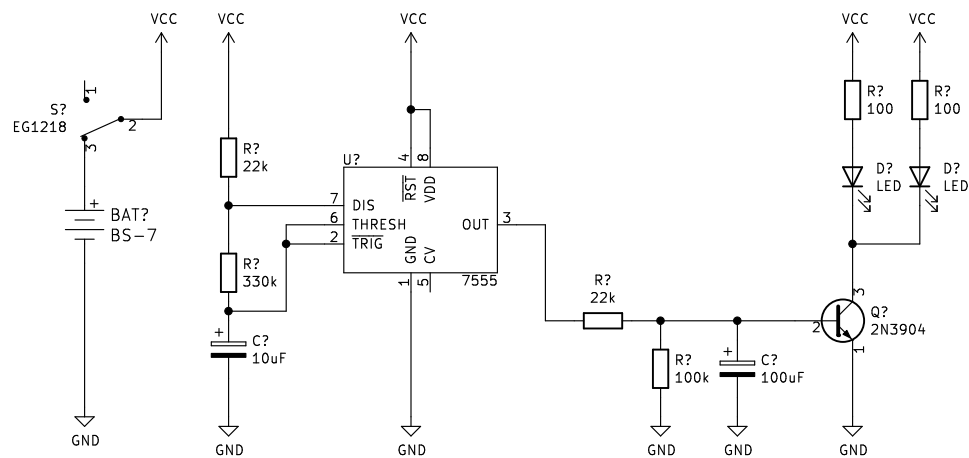 VCC
VCC
VCC
VCC
VCC
1
S?
EG1218
2
3
BAT?
BS-7
+
GND
R?
22k
R?
330k
+
C?
10uF
GND
U?
4
8
RST
VDD
7
DIS
6
THRESH
2
TRIG
OUT
3
GND
CV
1
5
7555
GND
R?
22k
R?
100k
GND
+
C?
100uF
GND
R?
100
R?
100
D?
LED
D?
LED
3
2
Q?
2N3904
1
GND